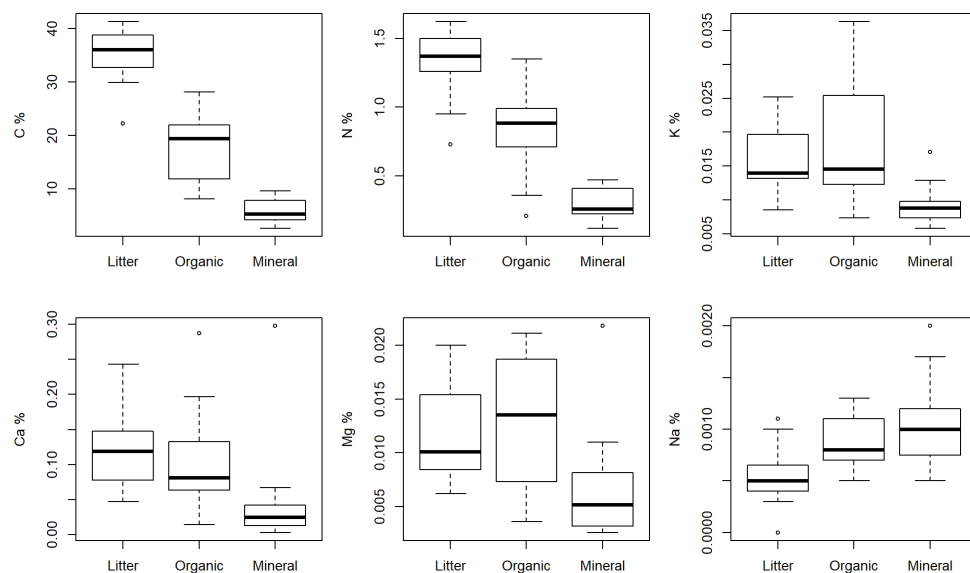 C %
40
30
20
10
Litter Organic Mineral
N %
1.5
1.0
0.5
Litter Organic Mineral
K %
0.035
0.025
0.015
0.005
Litter Organic Mineral
Ca %
0.30
0.20
0.10
0.00
Litter Organic Mineral
Mg %
0.020
0.015
0.010
0.005
Litter Organic Mineral
Na %
0.0020
0.0010
0.0000
Litter Organic Mineral